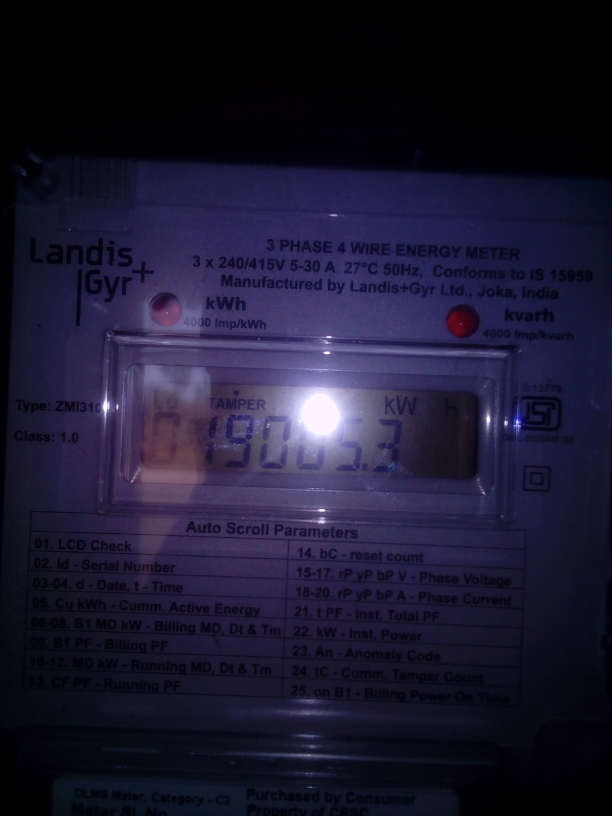 Landis
Gyr+
3 PHASE 4 WIRE ENERGY METER
3 x 240/415V 5-30 A 27°C 50Hz, Conforms to IS 15959
Manufactured by Landis+Gyr Ltd., Joka, India
kWh
4000 Imp/kWh
kvarh
4000 Imp/kvarh
TAMPER
kW h
Type:
Class: 1.0
Auto Scroll Parameters
01. LCD Check
02. Id - Serial Number
03-04. d - Date, t - Time
05. Cu kWh - Cumm. Active Energy
06-08. B1 MD kW - Billing MD, Dt & Tm
09. B1 PF - Billing PF
10-12. MD kW - Running MD, Dt & Tm
13. CF PF - Running PF
14. bC - reset count
15-17. rP yP bP V - Phase Voltage
18-20. rP yP bP A - Phase Current
21. t PF - Inst. Total PF
22. kW - Inst. Power
23. An - Anomaly Code
24. tC - Cumm. Tamper Count
25. on B1 - Billing Power On Time
DLMS Meter, Category - C2
Purchased by Consumer
Meter Sl. No.
Property of CESC